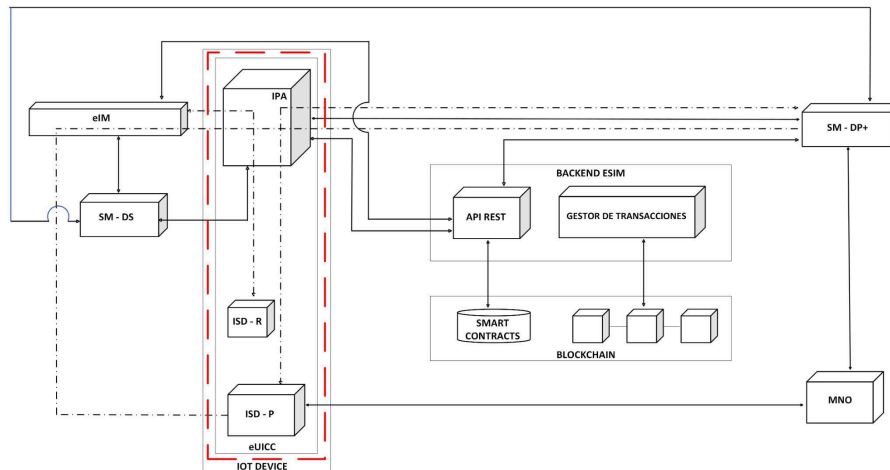 IPA
eIM
SM - DP+
BACKEND ESIM
API REST
GESTOR DE TRANSACCIONES
SM - DS
ISD - R
SMART
CONTRACTS
BLOCKCHAIN
ISD - P
MNO
eUICC
IOT DEVICE